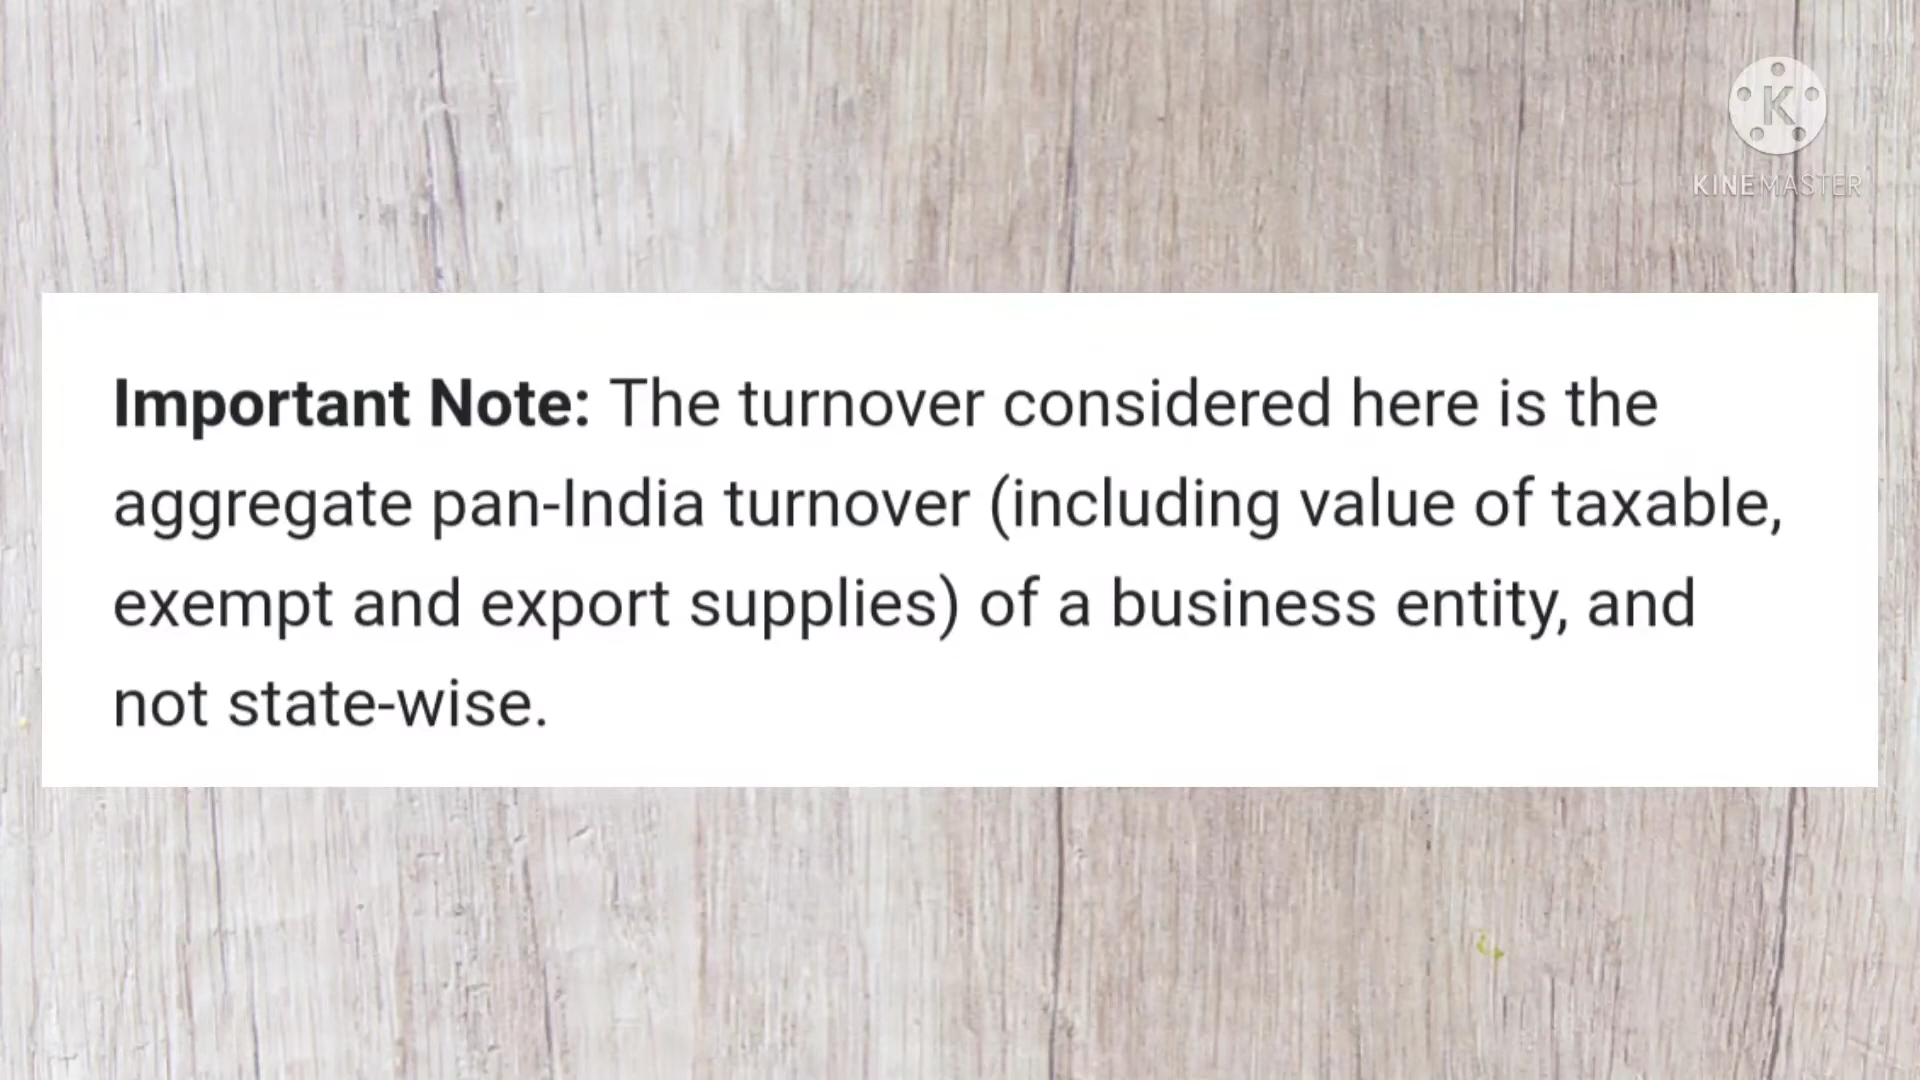 KINEMASTER
Important Note: The turnover considered here is the
aggregate pan-India turnover (including value of taxable,
exempt and export supplies) of a business entity, and
not state-wise.